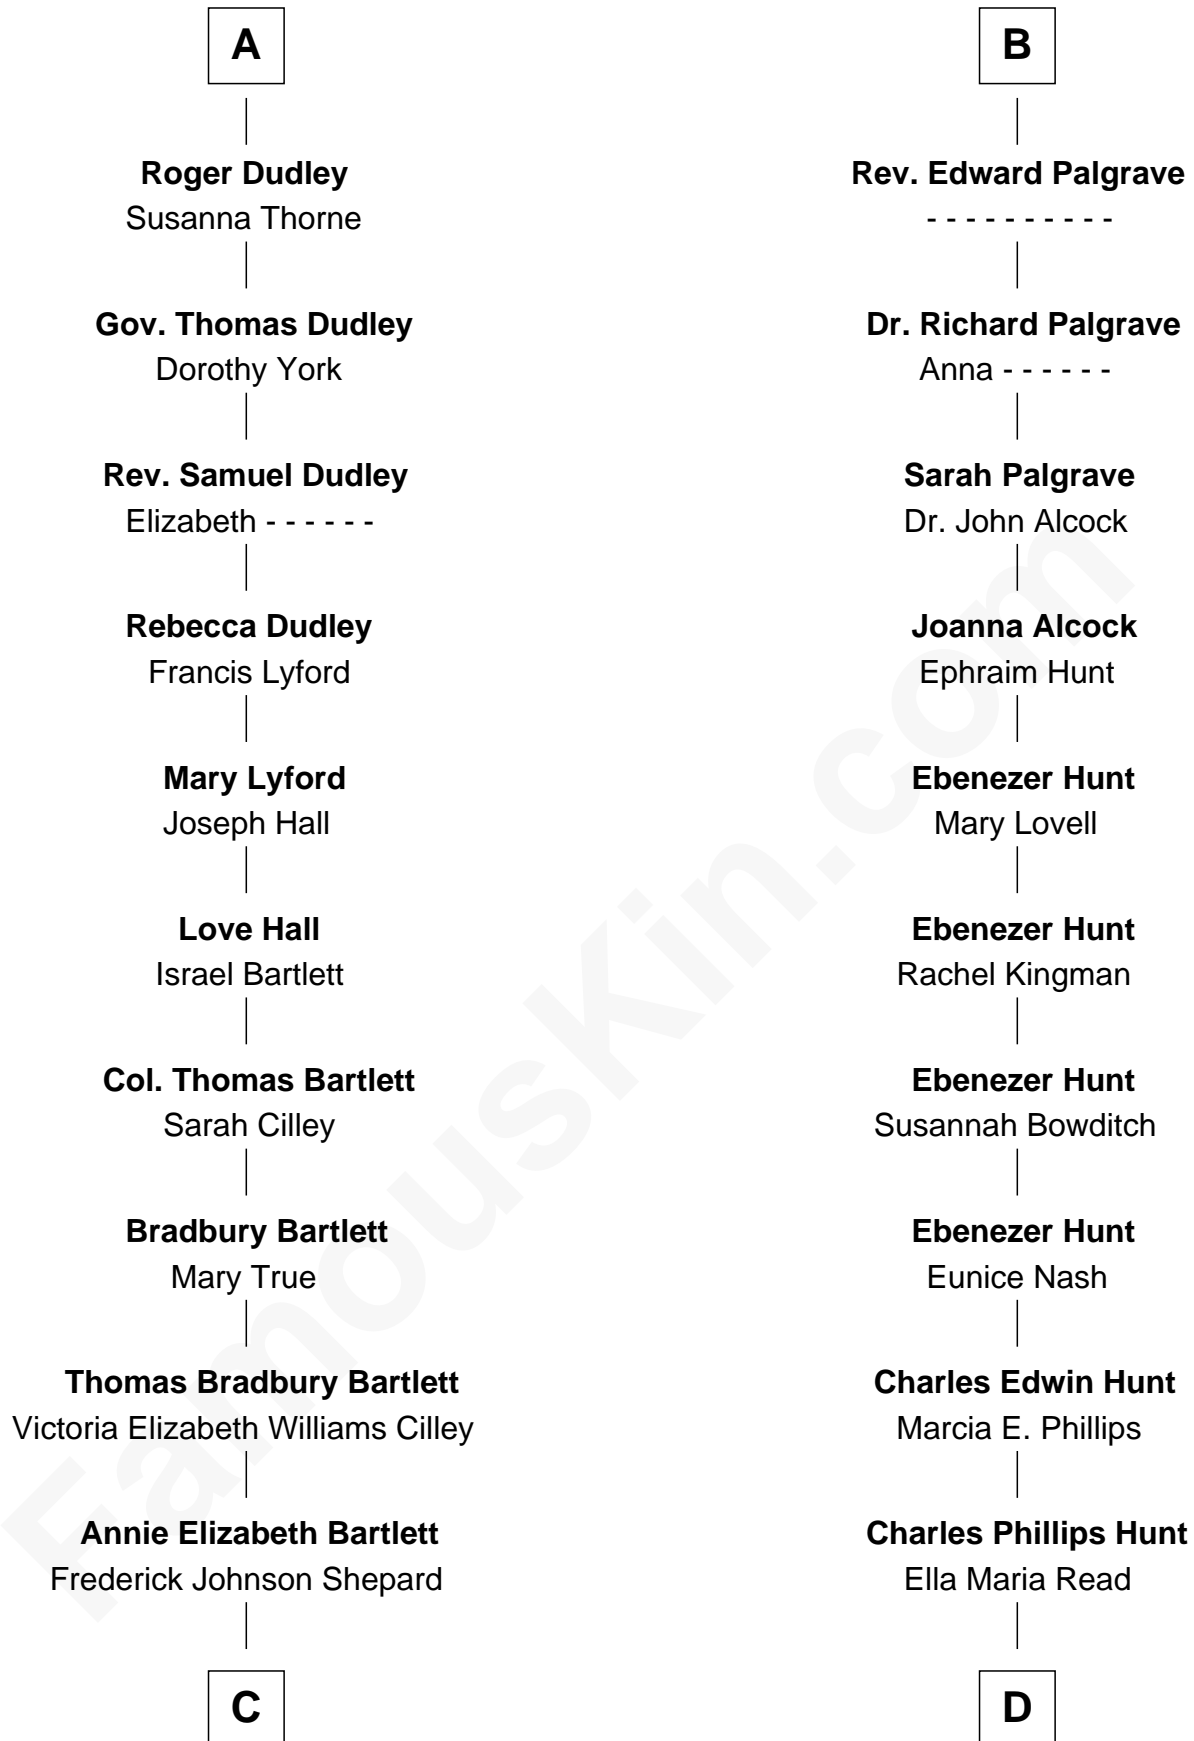 A
Roger Dudley
Susanna Thorne
Gov. Thomas Dudley
Dorothy York
Rev. Samuel Dudley
Elizabeth - - - - - -
Rebecca Dudley
Francis Lyford
Mary Lyford
Joseph Hall
Love Hall
Israel Bartlett
Col. Thomas Bartlett
Sarah Cilley
Bradbury Bartlett
Mary True
Thomas Bradbury Bartlett
Victoria Elizabeth Williams Cilley
Annie Elizabeth Bartlett
Frederick Johnson Shepard
C
B
Rev. Edward Palgrave
- - - - - - - - - -
Dr. Richard Palgrave
Anna - - - - - -
Sarah Palgrave
Dr. John Alcock
Joanna Alcock
Ephraim Hunt
Ebenezer Hunt
Mary Lovell
Ebenezer Hunt
Rachel Kingman
Ebenezer Hunt
Susannah Bowditch
Ebenezer Hunt
Eunice Nash
Charles Edwin Hunt
Marcia E. Phillips
Charles Phillips Hunt
Ella Maria Read
D
FamousKin.com